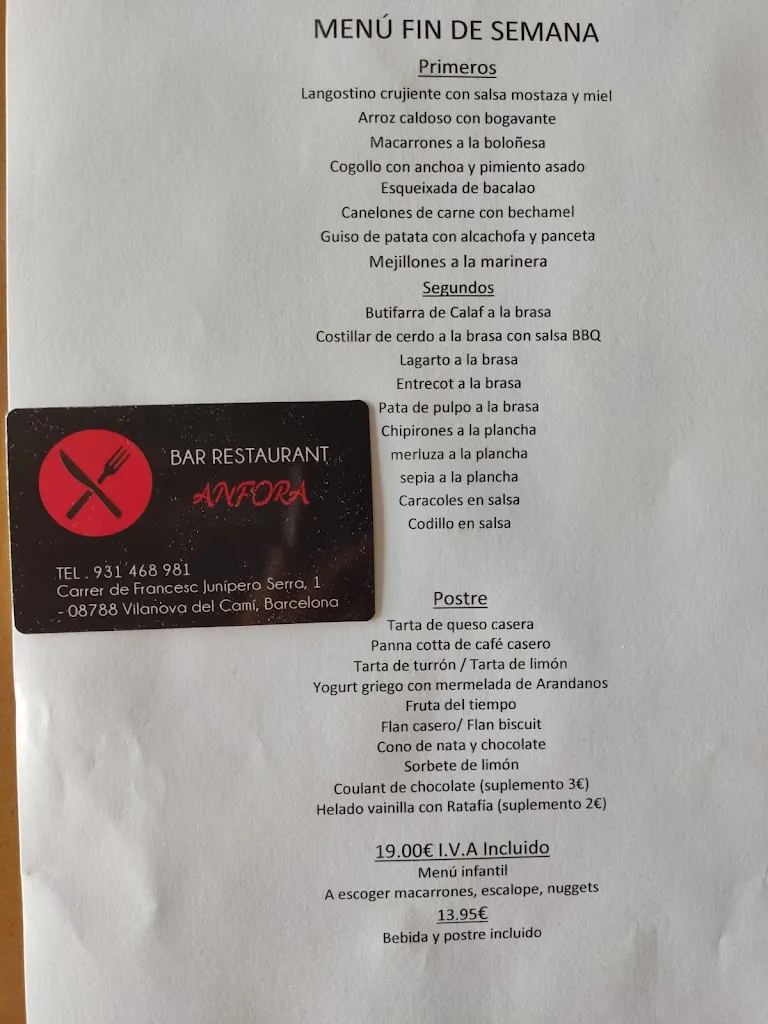 MENÚ FIN DE SEMANA
Primeros
Langostino crujiente con salsa mostaza y miel
Arroz caldoso con bogavante
Macarrones a la boloñesa
Cogollo con anchoa y pimiento asado
Esqueixada de bacalao
Canelones de carne con bechamel
Guiso de patata con alcachofa y panceta
Mejillones a la marinera
Segundos
Butifarra de Calaf a la brasa
Costillar de cerdo a la brasa con salsa BBQ
Lagarto a la brasa
Entrecot a la brasa
Pata de pulpo a la brasa
Chipirones a la plancha
merluza a la plancha
sepia a la plancha
Caracoles en salsa
Codillo en salsa
BAR RESTAURANT
ANFORA
TEL . 931 468 981
Carrer de Francesc Junípero Serra, 1
- 08788 Vilanova del Camí, Barcelona
Postre
Tarta de queso casera
Panna cotta de café casero
Tarta de turrón / Tarta de limón
Yogurt griego con mermelada de Arandanos
Fruta del tiempo
Flan casero/ Flan biscuit
Cono de nata y chocolate
Sorbete de limón
Coulant de chocolate (suplemento 3€)
Helado vainilla con Ratafía (suplemento 2€)
19.00€ I.V.A Incluido
Menú infantil
A escoger macarrones, escalope, nuggets
13.95€
Bebida y postre incluido